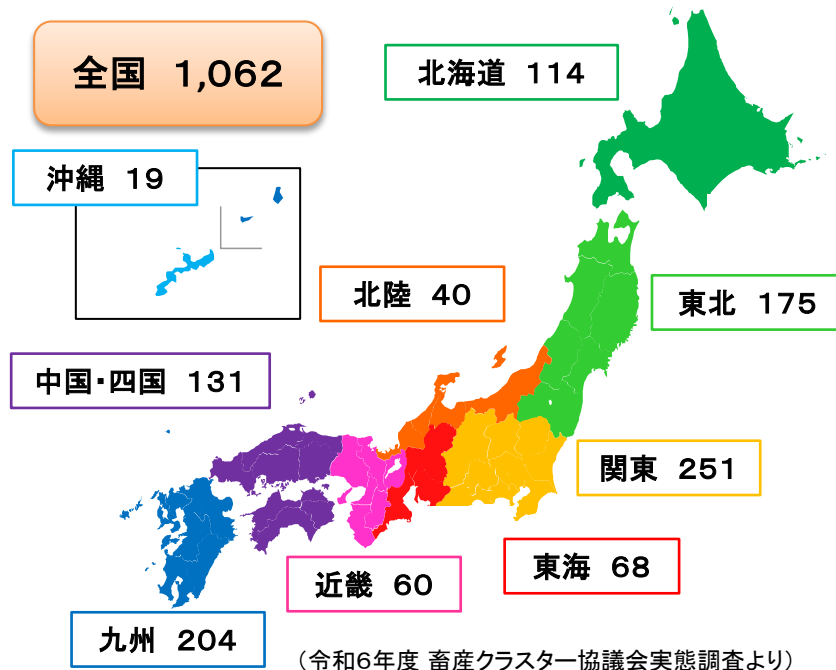 全国 1,062
北海道 114
沖縄 19
北陸 40
東北 175
中国・四国 131
関東 251
東海 68
近畿 60
九州 204
（令和6年度 畜産クラスター協議会実態調査より）